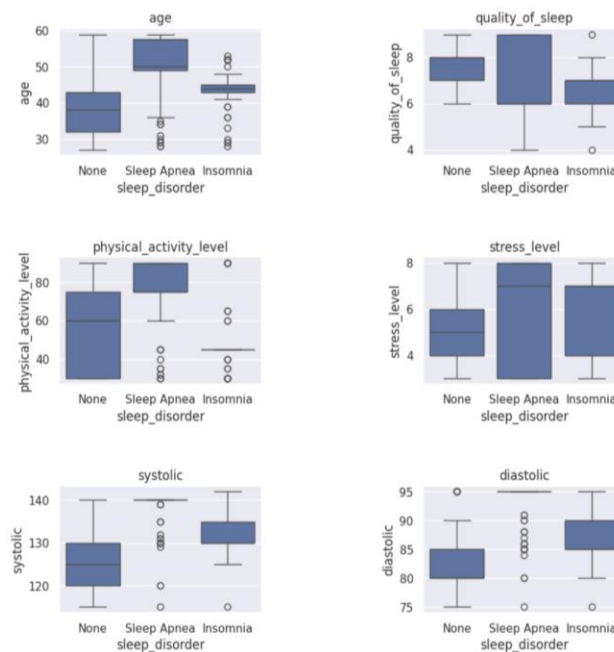 age
60
50
40
30
age
None Sleep Apnea Insomnia
sleep_disorder
quality_of_sleep
8
6
4
quality_of_sleep
None Sleep Apnea Insomnia
sleep_disorder
physical_activity_level
80
60
40
physical_activity_level
None Sleep Apnea Insomnia
sleep_disorder
stress_level
8
6
4
stress_level
None Sleep Apnea Insomnia
sleep_disorder
systolic
140
130
120
systolic
None Sleep Apnea Insomnia
sleep_disorder
diastolic
95
90
85
80
75
diastolic
None Sleep Apnea Insomnia
sleep_disorder